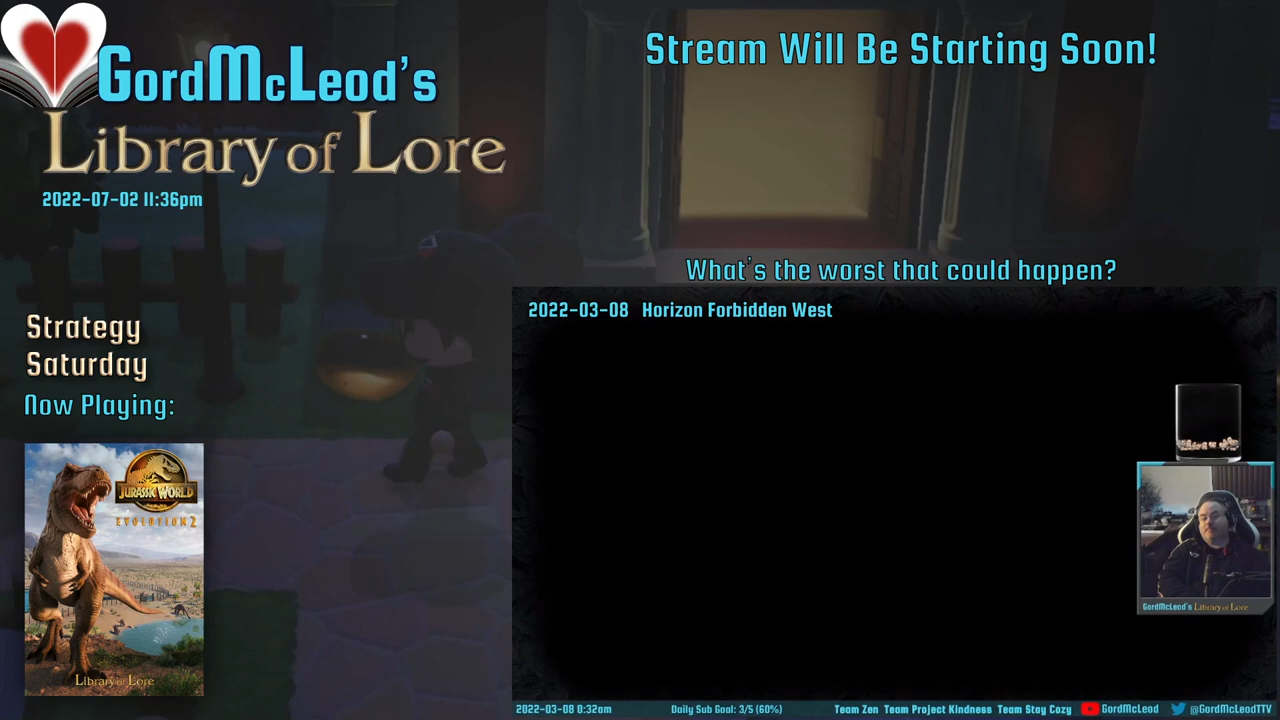 GordMcLeod's
Library of Lore
2022-07-02 11:36pm
Stream Will Be Starting Soon!
What's the worst that could happen?
Strategy
Saturday
Now Playing:
JURASSIC WORLD
EVOLUTION 2
Library of Lore
2022-03-08 Horizon Forbidden West
GordMcLeod's Library of Lore
2022-03-08 0:32am
Daily Sub Goal: 3/5 (60%)
Team Zen Team Project Kindness Team Stay Cozy
GordMcLeod
@GordMcLeodTTV